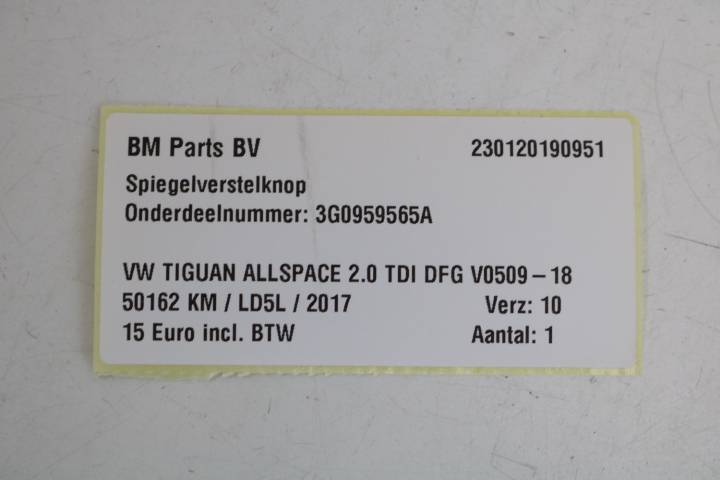 BM Parts BV 230120190951
Spiegelverstelknop
Onderdeelnummer: 3G0959565A
VW TIGUAN ALLSPACE 2.0 TDI DFG V0509-18
50162 KM / LD5L / 2017 Verz: 10
15 Euro incl. BTW Aantal: 1